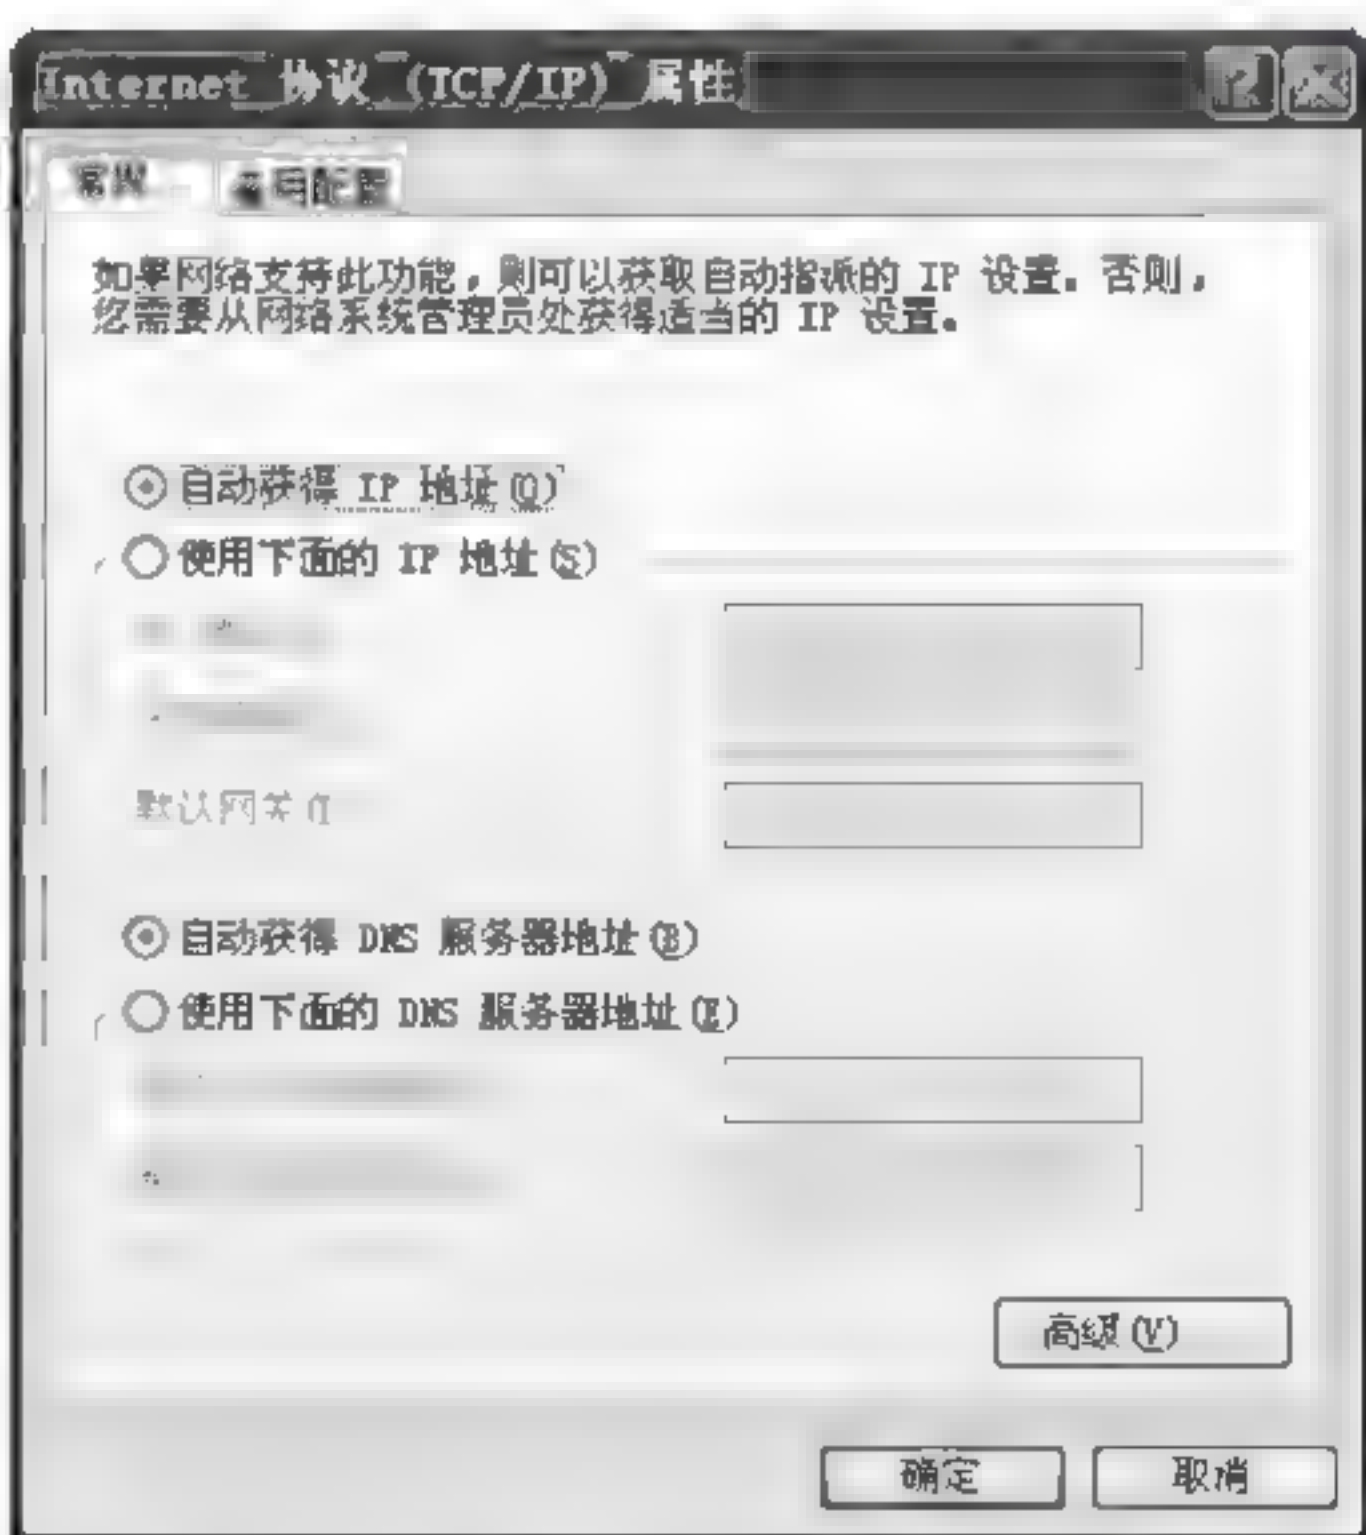 Internet 协议 (TCP/IP) 属性
常规 备用配置
如果网络支持此功能，则可以获取自动指派的 IP 设置。否则，
您需要从网络系统管理员处获得适当的 IP 设置。
自动获得 IP 地址(O)
使用下面的 IP 地址(S)
默认网关
自动获得 DNS 服务器地址(B)
使用下面的 DNS 服务器地址(E)
高级(V)
确定 取消